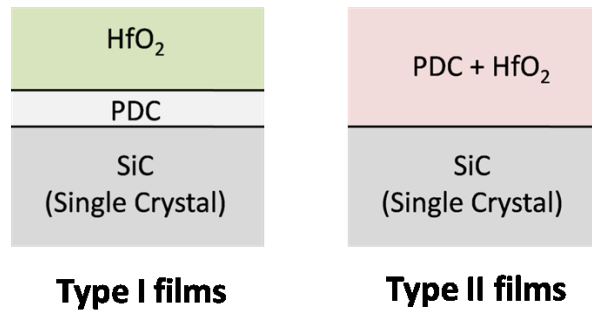 HfO₂
PDC
SiC
(Single Crystal)
Type I films
PDC + HfO₂
SiC
(Single Crystal)
Type II films